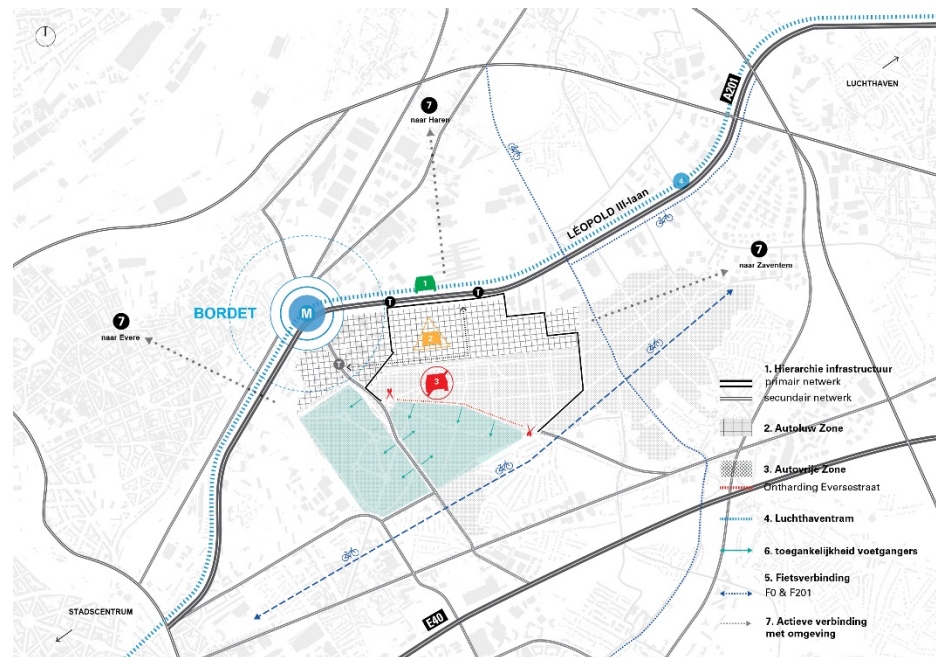 LUCHTHAVEN
A201
7
naar Haren
4
LÉOPOLD III-laan
7
naar Zaventem
1
T
T
BORDET
M
7
naar Evere
2
T
3
1. Hierarchie infrastructuur
primair netwerk
secundair netwerk
2. Autoluw Zone
3. Autovrije Zone
Ontharding Eversestraat
4. Luchthaventram
6. toegankelijkheid voetgangers
5. Fietsverbinding
F0 & F201
7. Actieve verbinding
met omgeving
STADSCENTRUM
E40